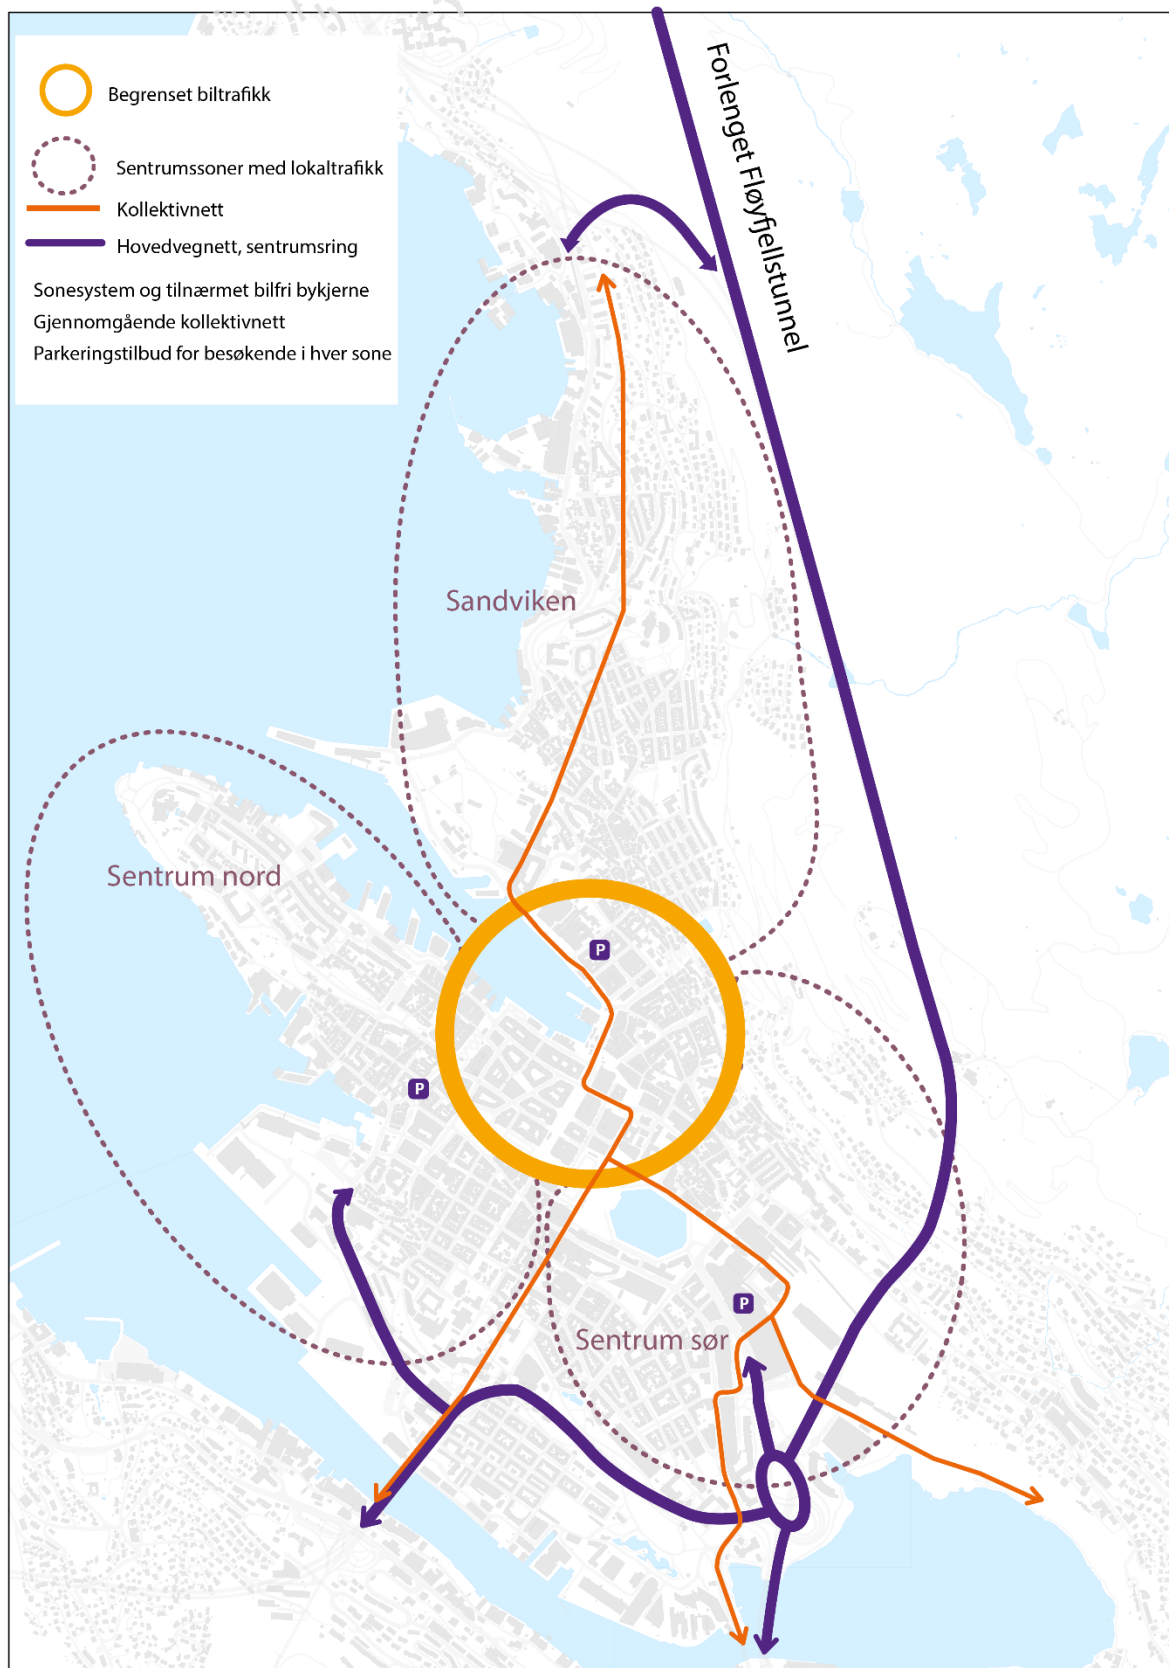 Begrenset biltrafikk
Sentrumssoner med lokaltrafikk
Kollektivnett
Hovedvegnett, sentrumsring
Sonesystem og tilnærmet bilfri bykjerne
Gjennomgående kollektivnett
Parkeringstilbud for besøkende i hver sone
Forlenget Fløyfjellstunnel
Sandviken
Sentrum nord
P
P
P
Sentrum sør